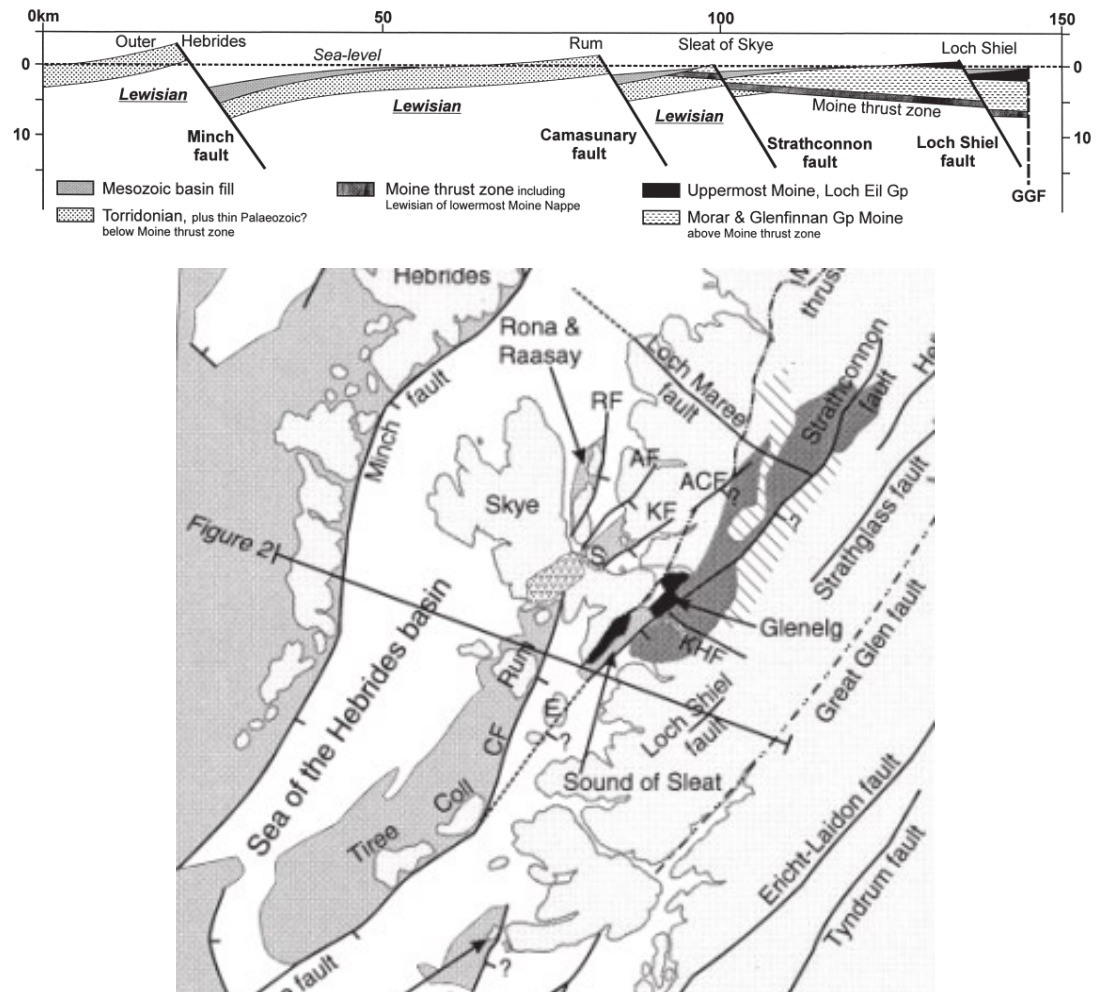 0km
50
100
150
Outer
Hebrides
Sea-level
Rum
Sleat of Skye
Loch Shiel
0
0
Lewisian
Lewisian
Lewisian
Moine thrust zone
10
10
Minch
fault
Camasunary
fault
Strathconnon
fault
Loch Shiel
fault
GGF
Mesozoic basin fill
Torridonian, plus thin Palaeozoic?
below Moine thrust zone
Moine thrust zone including
Lewisian of lowermost Moine Nappe
Uppermost Moine, Loch Eil Gp
Morar & Glenfinnan Gp Moine
above Moine thrust zone
Hebrides
thrus
Rona &
Raasay
Loch Maree
fault
Strathconnon
fault
He
Minch
fault
RF
AF
ACF
?
KF
Skye
S
Figure 2
Strathglass fault
?
Glenelg
KHF
Great Glen fault
Sea of the Hebrides basin
Rum
E
?
Loch Shiel
fault
CF
Sound of Sleat
Coll
Tiree
Ericht-Laidon fault
Tyndrum fault
?
fault